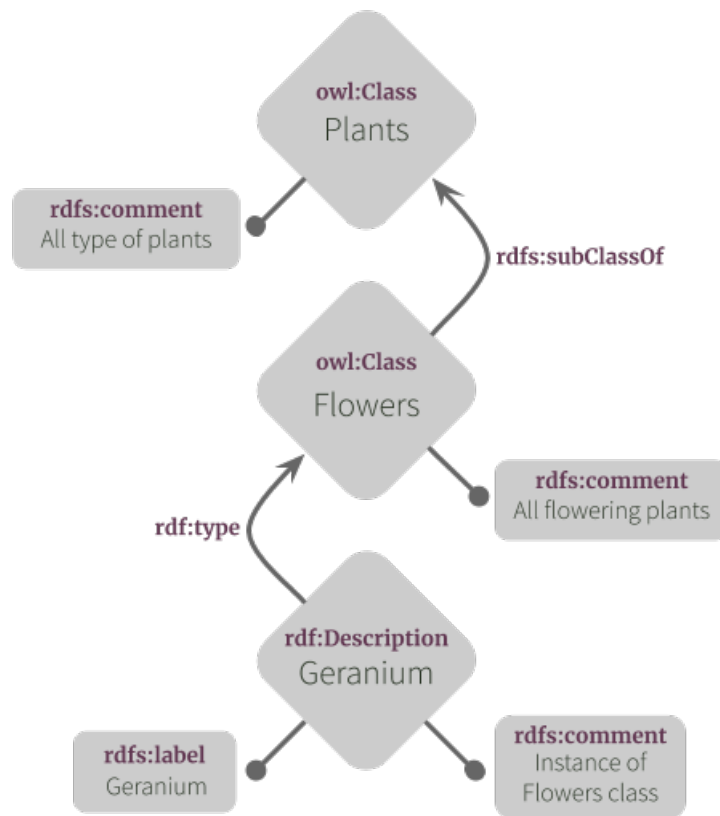 owl:Class
Plants
rdfs:comment
All type of plants
rdfs:subClassOf
owl:Class
Flowers
rdfs:comment
All flowering plants
rdf:type
rdf:Description
Geranium
rdfs:label
Geranium
rdfs:comment
Instance of
Flowers class